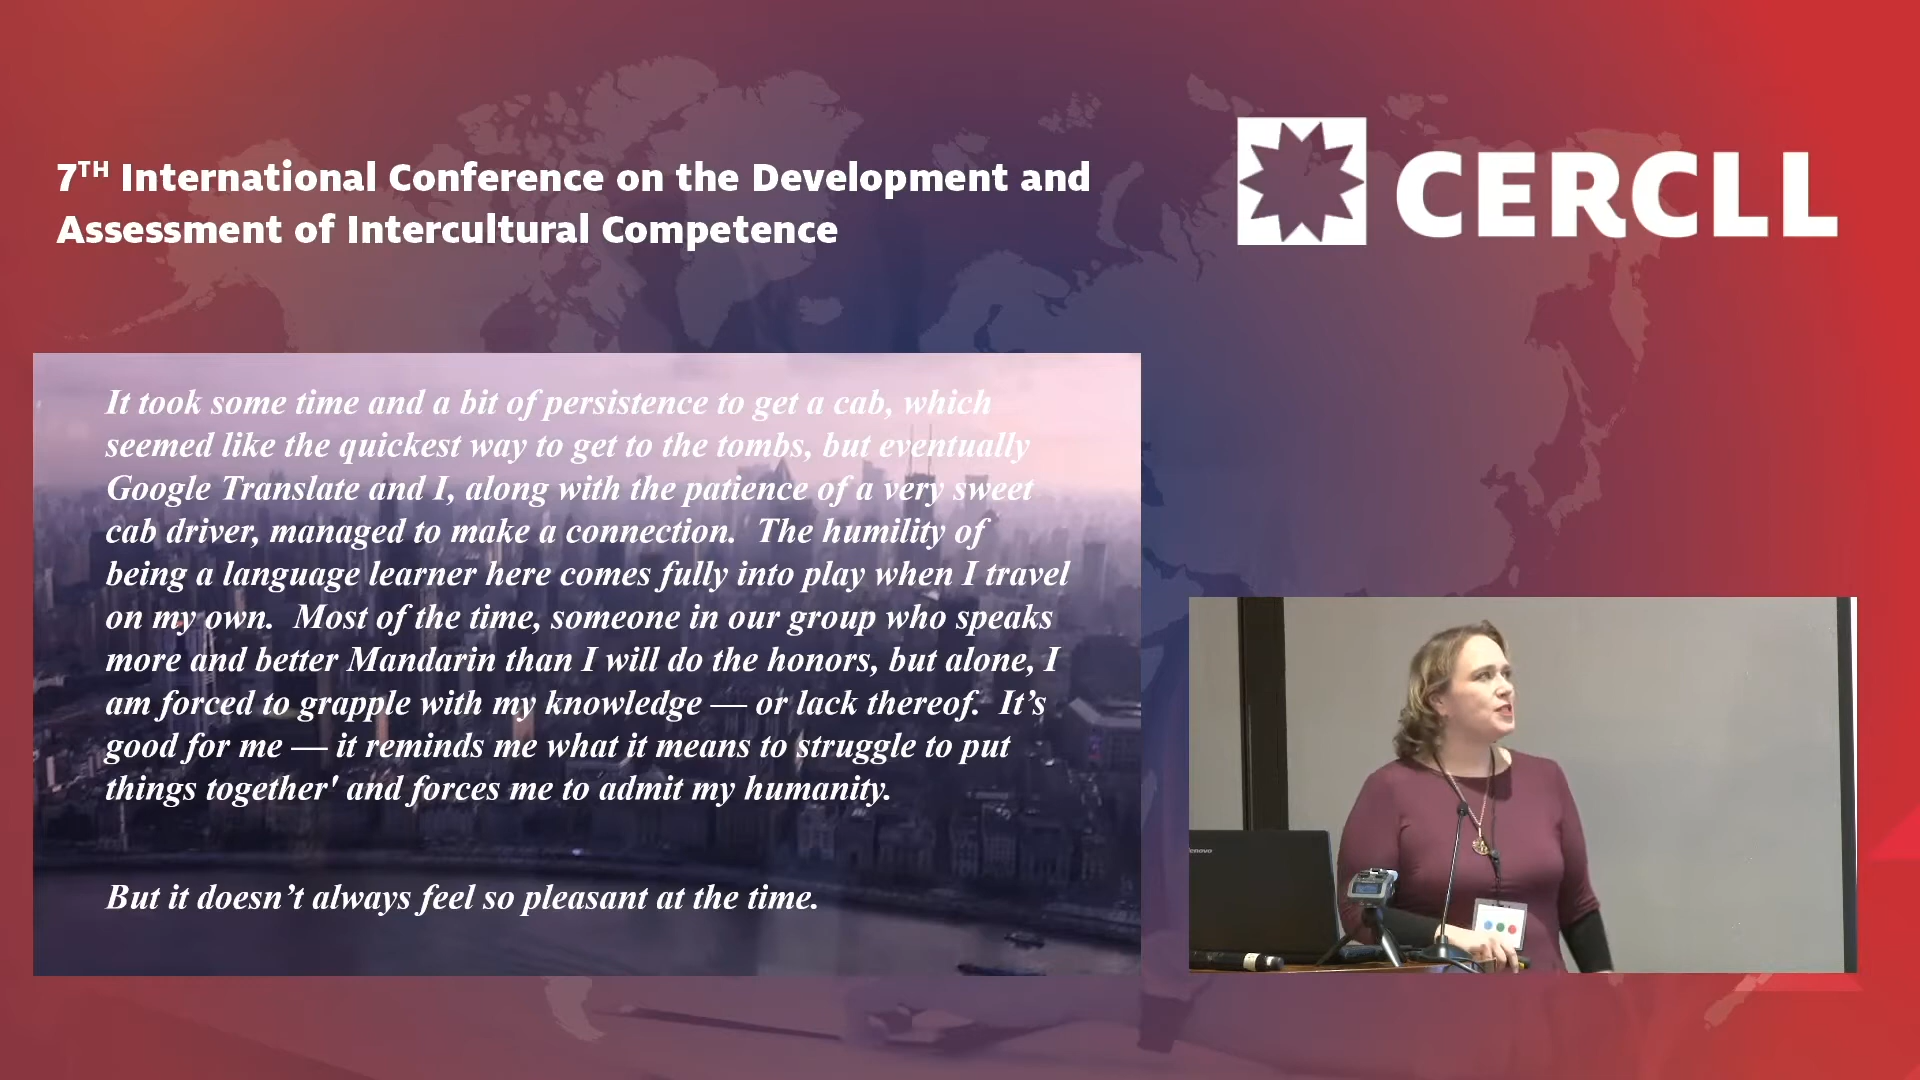 7TH International Conference on the Development and
Assessment of Intercultural Competence
CERCLL
It took some time and a bit of persistence to get a cab, which
seemed like the quickest way to get to the tombs, but eventually
Google Translate and I, along with the patience of a very sweet
cab driver, managed to make a connection.  The humility of
being a language learner here comes fully into play when I travel
on my own.  Most of the time, someone in our group who speaks
more and better Mandarin than I will do the honors, but alone, I
am forced to grapple with my knowledge — or lack thereof.  It’s
good for me — it reminds me what it means to struggle to put
things together' and forces me to admit my humanity.
But it doesn’t always feel so pleasant at the time.